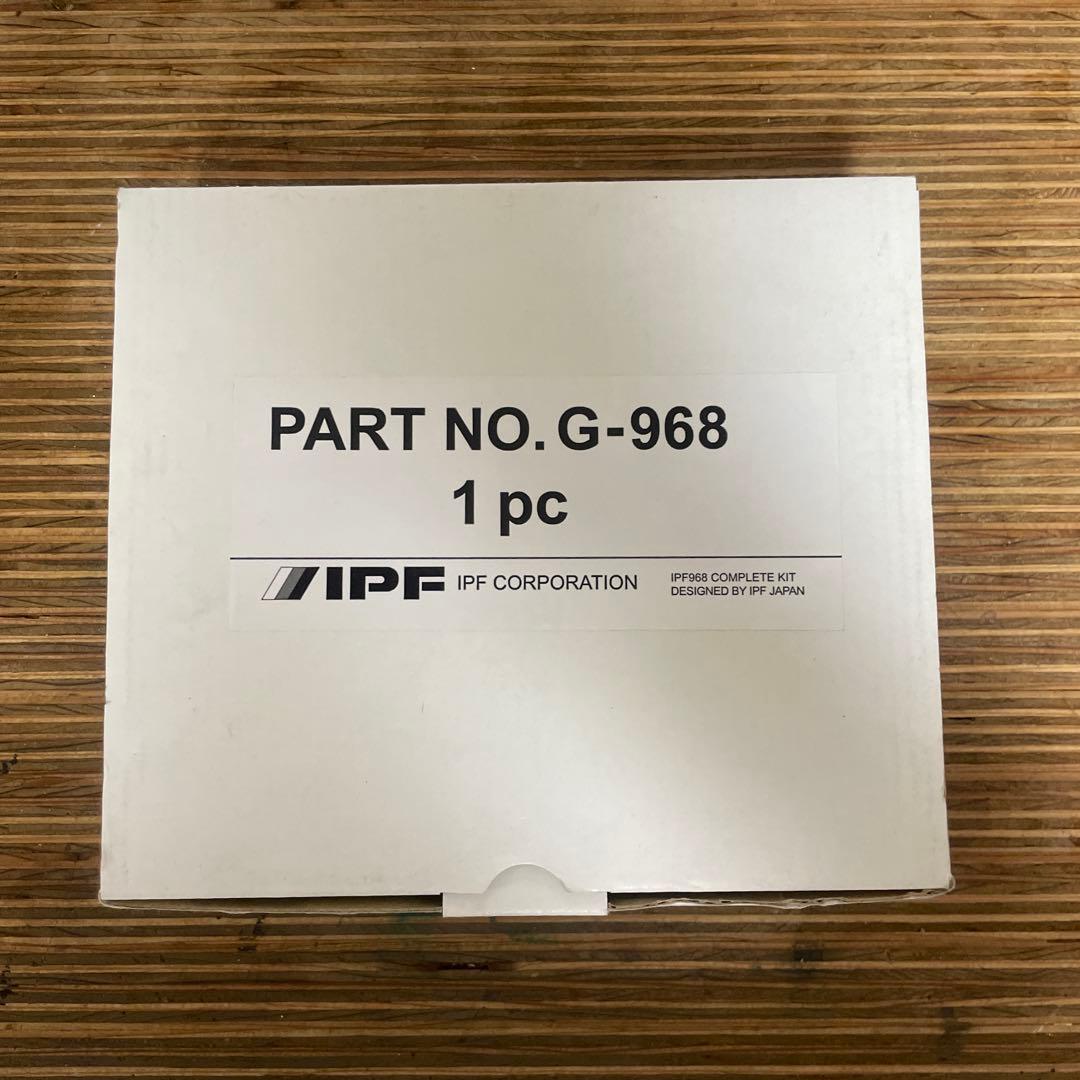 PART NO. G-968
1 pc
IPF IPF CORPORATION
IPF968 COMPLETE KIT
DESIGNED BY IPF JAPAN